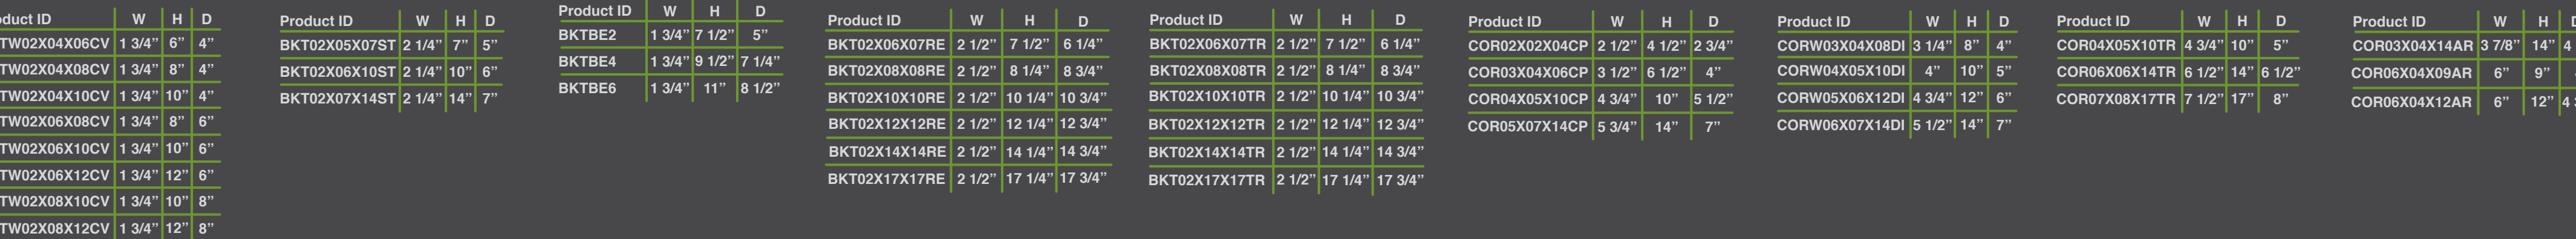 duct ID W H D
TW02X04X06CV 1 3/4” 6” 4”
TW02X04X08CV 1 3/4” 8” 4”
TW02X04X10CV 1 3/4” 10” 4”
TW02X06X08CV 1 3/4” 8” 6”
TW02X06X10CV 1 3/4” 10” 6”
TW02X06X12CV 1 3/4” 12” 6”
TW02X08X10CV 1 3/4” 10” 8”
TW02X08X12CV 1 3/4” 12” 8”
Product ID W H D
BKT02X05X07ST 2 1/4” 7” 5”
BKT02X06X10ST 2 1/4” 10” 6”
BKT02X07X14ST 2 1/4” 14” 7”
Product ID W H D
BKTBE2 1 3/4” 7 1/2” 5”
BKTBE4 1 3/4” 9 1/2” 7 1/4”
BKTBE6 1 3/4” 11” 8 1/2”
Product ID W H D
BKT02X06X07RE 2 1/2” 7 1/2” 6 1/4”
BKT02X08X08RE 2 1/2” 8 1/4” 8 3/4”
BKT02X10X10RE 2 1/2” 10 1/4” 10 3/4”
BKT02X12X12RE 2 1/2” 12 1/4” 12 3/4”
BKT02X14X14RE 2 1/2” 14 1/4” 14 3/4”
BKT02X17X17RE 2 1/2” 17 1/4” 17 3/4”
Product ID W H D
BKT02X06X07TR 2 1/2” 7 1/2” 6 1/4”
BKT02X08X08TR 2 1/2” 8 1/4” 8 3/4”
BKT02X10X10TR 2 1/2” 10 1/4” 10 3/4”
BKT02X12X12TR 2 1/2” 12 1/4” 12 3/4”
BKT02X14X14TR 2 1/2” 14 1/4” 14 3/4”
BKT02X17X17TR 2 1/2” 17 1/4” 17 3/4”
Product ID W H D
COR02X02X04CP 2 1/2” 4 1/2” 2 3/4”
COR03X04X06CP 3 1/2” 6 1/2” 4”
COR04X05X10CP 4 3/4” 10” 5 1/2”
COR05X07X14CP 5 3/4” 14” 7”
Product ID W H D
CORW03X04X08DI 3 1/4” 8” 4”
CORW04X05X10DI 4” 10” 5”
CORW05X06X12DI 4 3/4” 12” 6”
CORW06X07X14DI 5 1/2” 14” 7”
Product ID W H D
COR04X05X10TR 4 3/4” 10” 5”
COR06X06X14TR 6 1/2” 14” 6 1/2”
COR07X08X17TR 7 1/2” 17” 8”
Product ID W H
COR03X04X14AR 3 7/8” 14” 4
COR06X04X09AR 6” 9”
COR06X04X12AR 6” 12” 4